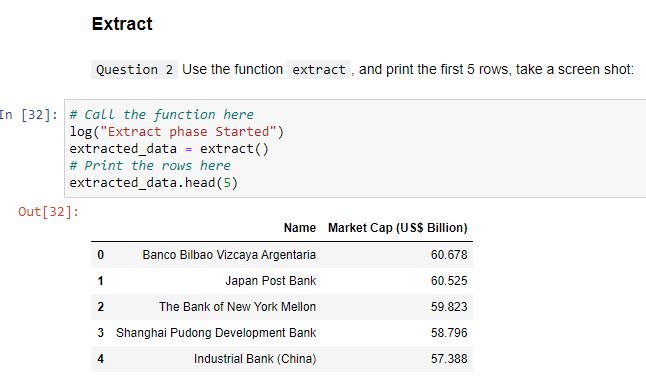 Extract
Question 2 Use the function extract , and print the first 5 rows, take a screen shot:
In [32]: # Call the function here
log("Extract phase Started")
extracted_data = extract()
# Print the rows here
extracted_data.head(5)
Out[32]:
Name Market Cap (US$ Billion)
0 Banco Bilbao Vizcaya Argentaria 60.678
1 Japan Post Bank 60.525
2 The Bank of New York Mellon 59.823
3 Shanghai Pudong Development Bank 58.796
4 Industrial Bank (China) 57.388